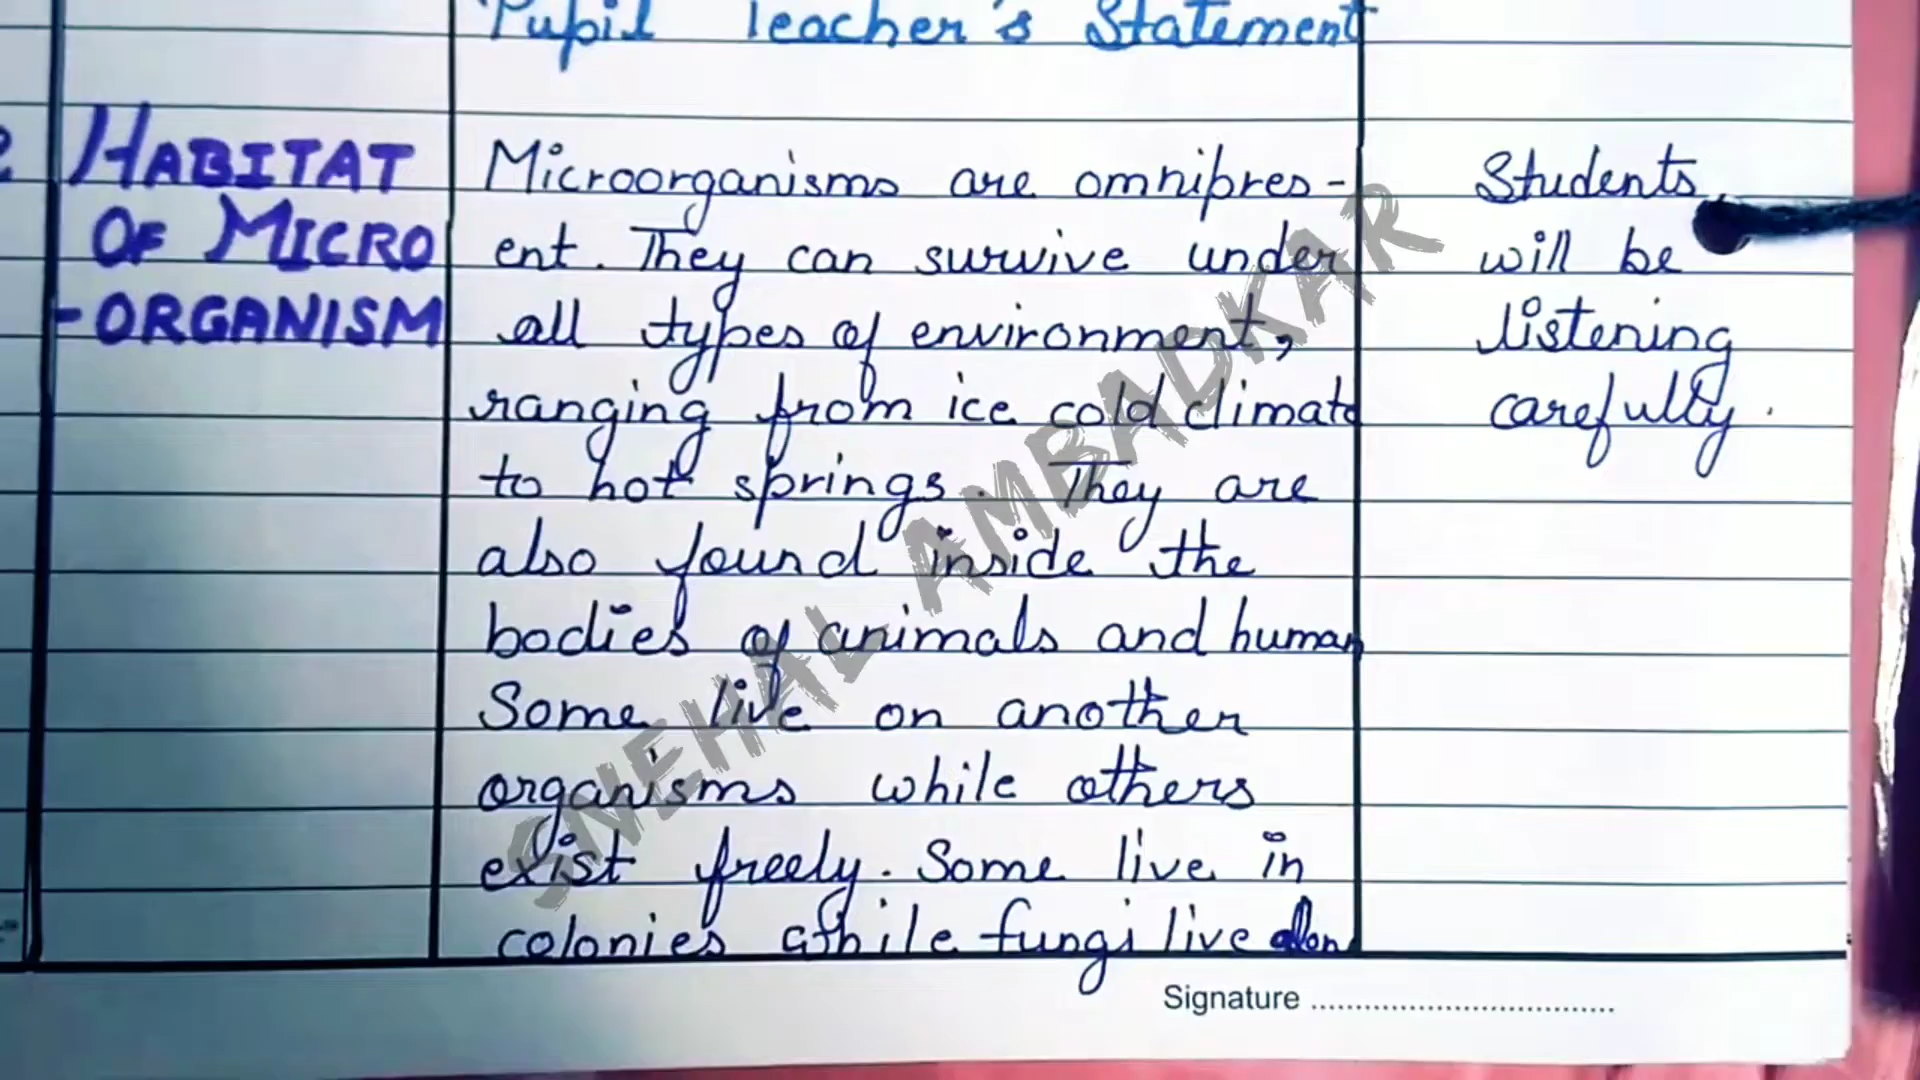 Pupil Teacher's Statement
HABITAT
OF MICRO
-ORGANISM
Microorganisms are omnipres-
ent. They can survive under
all types of environment,
ranging from ice cold climate
to hot springs. They are
also found inside the
bodies of animals and human
Some live on another
organisms while others
exist freely. Some live in
colonies while fungi live alon
Students
will be
listening
carefully.
SNEHAL AMBADKAR
Signature